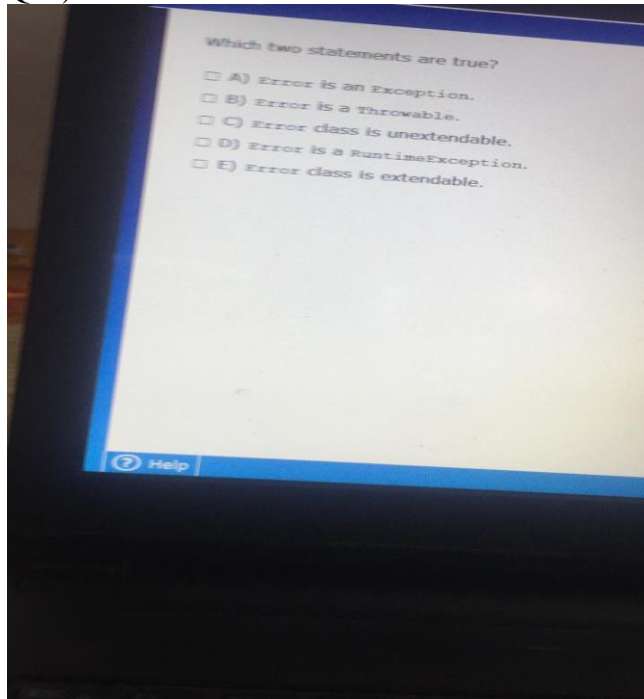 Which two statements are true?
A) Error is an Exception.
B) Error is a Throwable.
C) Error class is unextendable.
D) Error is a RuntimeException.
E) Error class is extendable.
? Help